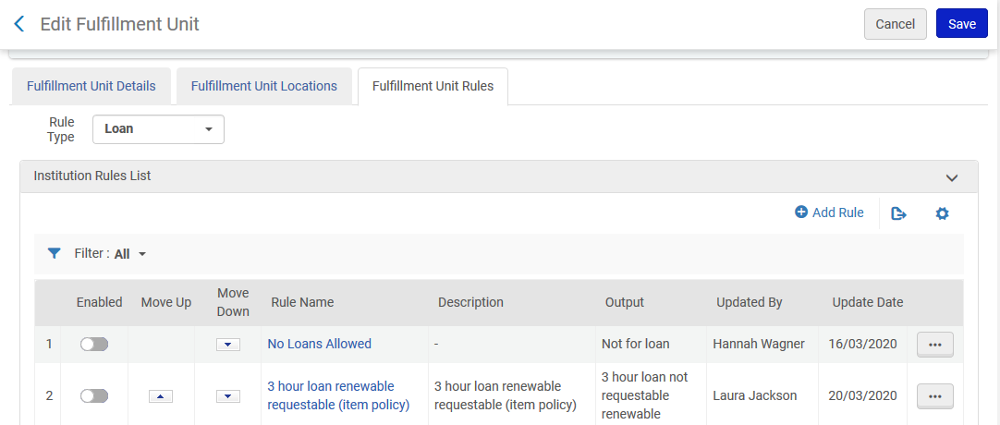 Edit Fulfillment Unit
Cancel
Save
Fulfillment Unit Details
Fulfillment Unit Locations
Fulfillment Unit Rules
Rule
Type
Loan
Institution Rules List
Add Rule
Filter : All
Enabled
Move Up
Move
Down
Rule Name
Description
Output
Updated By
Update Date
1
No Loans Allowed
-
Not for loan
Hannah Wagner
16/03/2020
2
3 hour loan renewable
requestable (item policy)
3 hour loan renewable
requestable (item policy)
3 hour loan not
requestable
renewable
Laura Jackson
20/03/2020